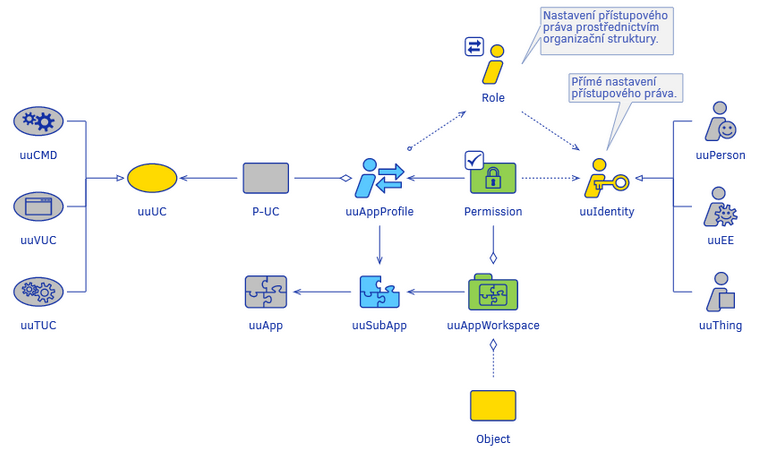 Nastavení přístupového
práva prostřednictvím
organizační struktury.
Role
Přímé nastavení
přístupového práva.
uuCMD
uuPerson
uuUC
P-UC
uuAppProfile
Permission
uuIdentity
uuVUC
uuEE
uuTUC
uuApp
uuSubApp
uuAppWorkspace
uuThing
Object